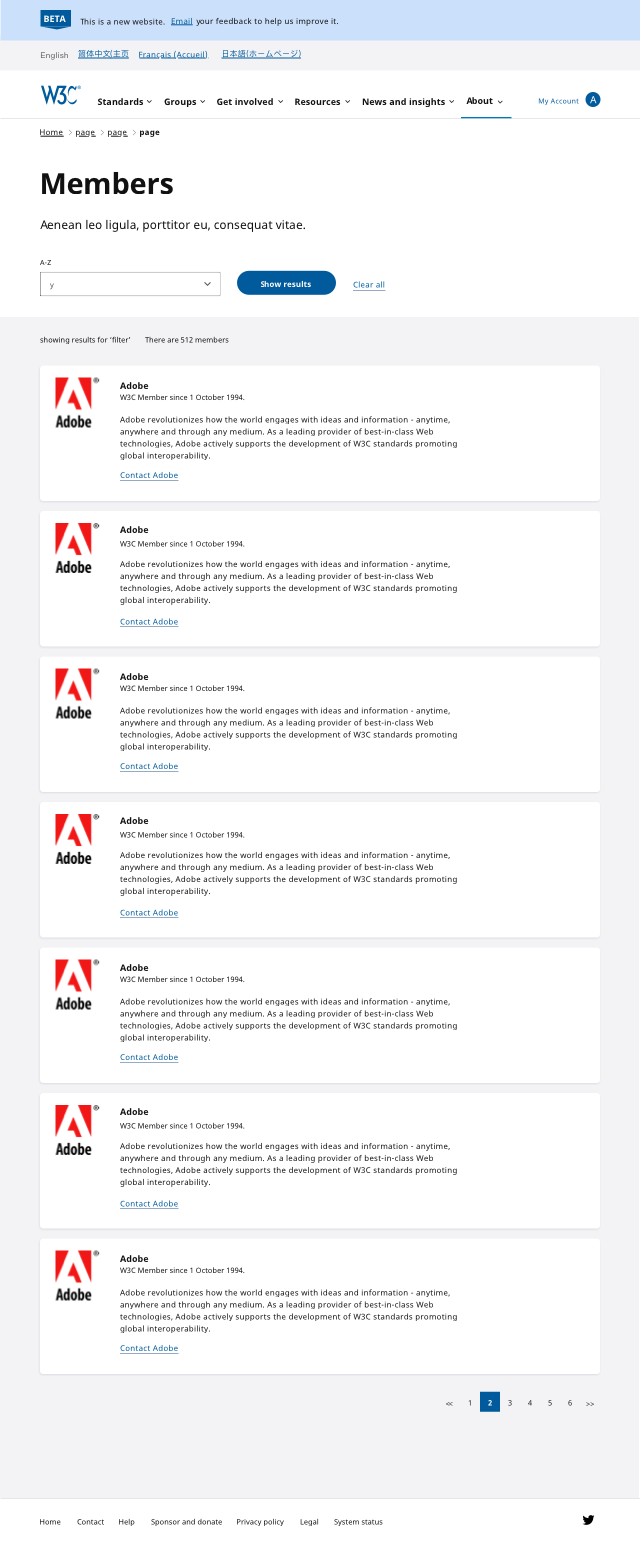 BETA This is a new website. Email your feedback to help us improve it.
English 简体中文(主页 Français (Accueil) 日本語(ホームページ)
W3C® Standards Groups Get involved Resources News and insights About My Account A
Home page page page
Members
Aenean leo ligula, porttitor eu, consequat vitae.
A-Z
y Show results Clear all
showing results for ‘filter’ There are 512 members
Adobe
W3C Member since 1 October 1994.
Adobe revolutionizes how the world engages with ideas and information - anytime,
anywhere and through any medium. As a leading provider of best-in-class Web
technologies, Adobe actively supports the development of W3C standards promoting
global interoperability.
Contact Adobe
Adobe ®
Adobe
W3C Member since 1 October 1994.
Adobe revolutionizes how the world engages with ideas and information - anytime,
anywhere and through any medium. As a leading provider of best-in-class Web
technologies, Adobe actively supports the development of W3C standards promoting
global interoperability.
Contact Adobe
Adobe ®
Adobe
W3C Member since 1 October 1994.
Adobe revolutionizes how the world engages with ideas and information - anytime,
anywhere and through any medium. As a leading provider of best-in-class Web
technologies, Adobe actively supports the development of W3C standards promoting
global interoperability.
Contact Adobe
Adobe ®
Adobe
W3C Member since 1 October 1994.
Adobe revolutionizes how the world engages with ideas and information - anytime,
anywhere and through any medium. As a leading provider of best-in-class Web
technologies, Adobe actively supports the development of W3C standards promoting
global interoperability.
Contact Adobe
Adobe ®
Adobe
W3C Member since 1 October 1994.
Adobe revolutionizes how the world engages with ideas and information - anytime,
anywhere and through any medium. As a leading provider of best-in-class Web
technologies, Adobe actively supports the development of W3C standards promoting
global interoperability.
Contact Adobe
Adobe ®
Adobe
W3C Member since 1 October 1994.
Adobe revolutionizes how the world engages with ideas and information - anytime,
anywhere and through any medium. As a leading provider of best-in-class Web
technologies, Adobe actively supports the development of W3C standards promoting
global interoperability.
Contact Adobe
Adobe ®
Adobe
W3C Member since 1 October 1994.
Adobe revolutionizes how the world engages with ideas and information - anytime,
anywhere and through any medium. As a leading provider of best-in-class Web
technologies, Adobe actively supports the development of W3C standards promoting
global interoperability.
Contact Adobe
Adobe ®
<< 1 2 3 4 5 6 >>
Home Contact Help Sponsor and donate Privacy policy Legal System status